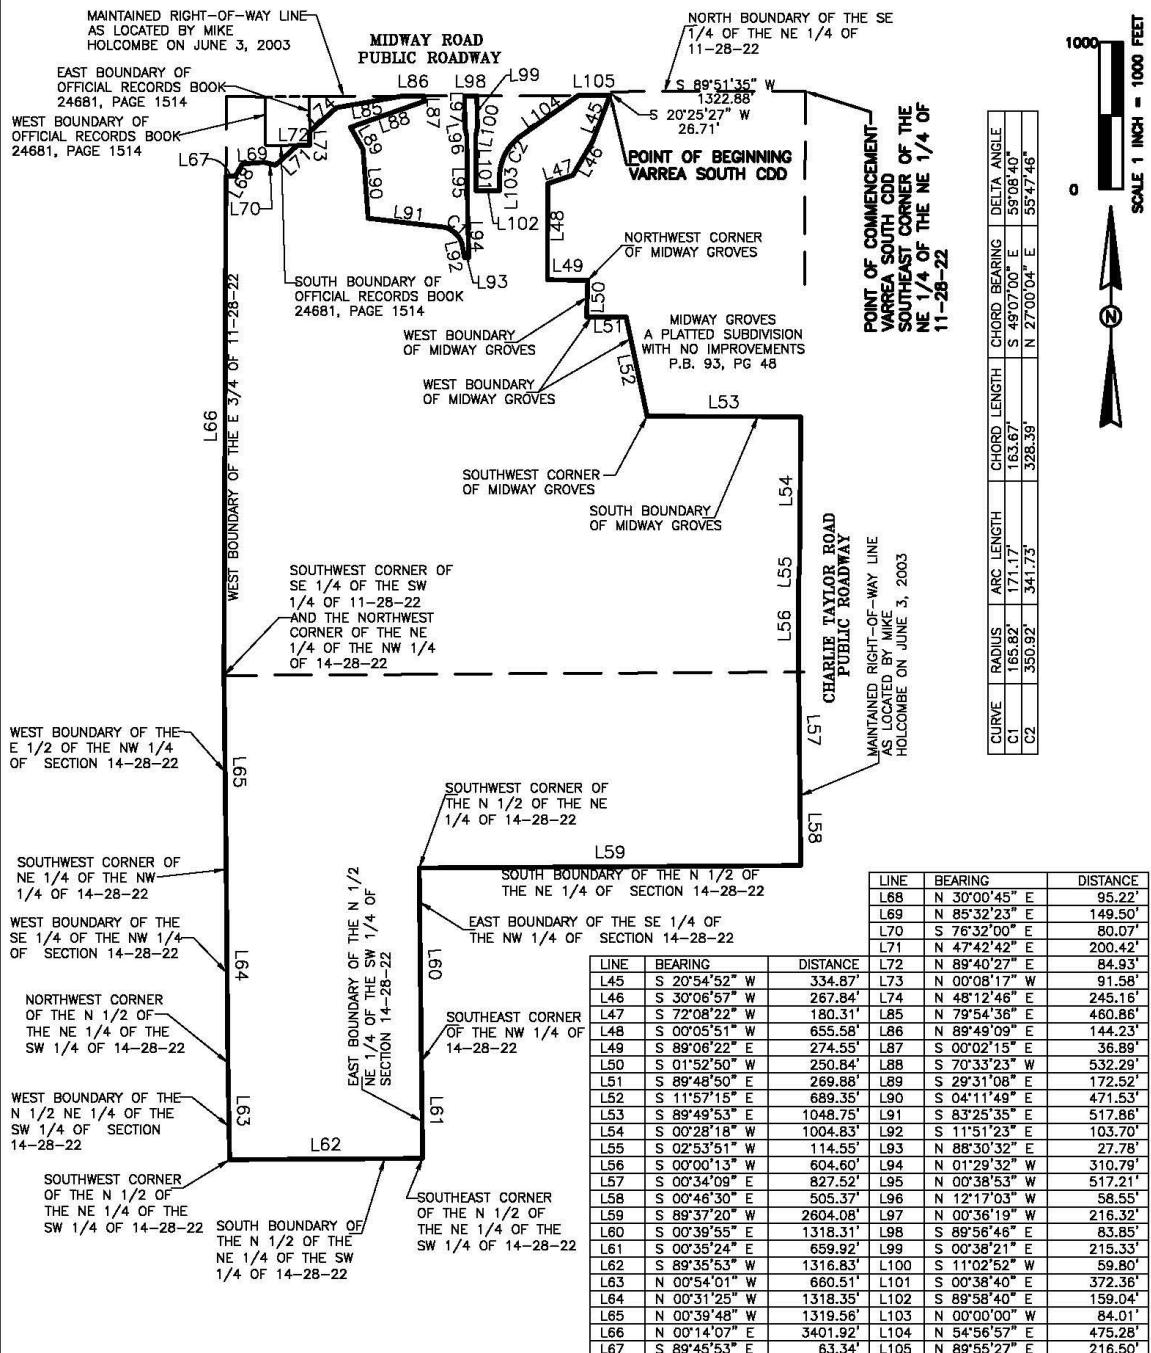 MAINTAINED RIGHT-OF-WAY LINE
AS LOCATED BY MIKE
HOLCOMBE ON JUNE 3, 2003
EAST BOUNDARY OF
OFFICIAL RECORDS BOOK
24681, PAGE 1514
WEST BOUNDARY OF
OFFICIAL RECORDS BOOK
24681, PAGE 1514
MIDWAY ROAD
PUBLIC ROADWAY
NORTH BOUNDARY OF THE SE
1/4 OF THE NE 1/4 OF
11-28-22
S 89°51'35" W
1322.88'
S 20°25'27" W
26.71'
POINT OF BEGINNING
VARREA SOUTH CDD
POINT OF COMMENCEMENT
VARREA SOUTH CDD
SOUTHEAST CORNER OF THE
NE 1/4 OF THE NE 1/4 OF
11-28-22
1000
0
SCALE 1 INCH = 1000 FEET
N
L67
L68
L69
L70
L71
L72
L73
L74
L85
L86
L87
L88
L89
L90
L91
C1
L92
L93
L94
L95
L96
L97
L98
L99
L100
L101
L102
L103
C2
L104
L105
L45
L46
L47
L48
L49
L50
L51
L52
L53
L54
L55
L56
L57
L58
L59
L60
L61
L62
L63
L64
L65
L66
SOUTH BOUNDARY OF
OFFICIAL RECORDS BOOK
24681, PAGE 1514
NORTHWEST CORNER
OF MIDWAY GROVES
WEST BOUNDARY
OF MIDWAY GROVES
MIDWAY GROVES
A PLATTED SUBDIVISION
WITH NO IMPROVEMENTS
P.B. 93, PG 48
WEST BOUNDARY
OF MIDWAY GROVES
SOUTHWEST CORNER
OF MIDWAY GROVES
SOUTH BOUNDARY
OF MIDWAY GROVES
WEST BOUNDARY OF THE E 3/4 OF 11-28-22
SOUTHWEST CORNER OF
SE 1/4 OF THE SW
1/4 OF 11-28-22
AND THE NORTHWEST
CORNER OF THE NE
1/4 OF THE NW 1/4
OF 14-28-22
CHARLIE TAYLOR ROAD
PUBLIC ROADWAY
MAINTAINED RIGHT-OF-WAY LINE
AS LOCATED BY MIKE
HOLCOMBE ON JUNE 3, 2003
CURVE RADIUS ARC LENGTH CHORD LENGTH CHORD BEARING DELTA ANGLE
C1 165.82' 171.17' 163.67' S 49°07'00" E 59°08'40"
C2 350.92' 341.73' 328.39' N 27°00'04" E 55°47'46"
WEST BOUNDARY OF THE
E 1/2 OF THE NW 1/4
OF SECTION 14-28-22
SOUTHWEST CORNER OF
THE N 1/2 OF THE NE
1/4 OF 14-28-22
SOUTHWEST CORNER OF
NE 1/4 OF THE NW
1/4 OF 14-28-22
SOUTH BOUNDARY OF THE N 1/2 OF
THE NE 1/4 OF SECTION 14-28-22
WEST BOUNDARY OF THE
SE 1/4 OF THE NW 1/4
OF SECTION 14-28-22
EAST BOUNDARY OF THE SE 1/4 OF
THE NW 1/4 OF SECTION 14-28-22
EAST BOUNDARY OF THE N 1/2
NE 1/4 OF THE SW 1/4 OF
SECTION 14-28-22
NORTHWEST CORNER
OF THE N 1/2 OF
THE NE 1/4 OF THE
SW 1/4 OF 14-28-22
SOUTHEAST CORNER
OF THE NW 1/4 OF
14-28-22
WEST BOUNDARY OF THE
N 1/2 NE 1/4 OF THE
SW 1/4 OF SECTION
14-28-22
SOUTHWEST CORNER
OF THE N 1/2 OF
THE NE 1/4 OF THE
SW 1/4 OF 14-28-22
SOUTH BOUNDARY OF
THE N 1/2 OF THE
NE 1/4 OF THE SW
1/4 OF 14-28-22
SOUTHEAST CORNER
OF THE N 1/2 OF
THE NE 1/4 OF THE
SW 1/4 OF 14-28-22
LINE BEARING DISTANCE
L45 S 20°54'52" W 334.87'
L46 S 30°06'57" W 267.84'
L47 S 72°08'22" W 180.31'
L48 S 00°05'51" W 655.58'
L49 S 89°06'22" E 274.55'
L50 S 01°52'50" W 250.84'
L51 S 89°48'50" E 269.88'
L52 S 11°57'15" E 689.35'
L53 S 89°49'53" E 1048.75'
L54 S 00°28'18" W 1004.83'
L55 S 02°53'51" W 114.55'
L56 S 00°00'13" W 604.60'
L57 S 00°34'09" E 827.52'
L58 S 00°46'30" E 505.37'
L59 S 89°37'20" W 2604.08'
L60 S 00°39'55" E 1318.31'
L61 S 00°35'24" E 659.92'
L62 S 89°35'53" W 1316.83'
L63 N 00°54'01" W 660.51'
L64 N 00°31'25" W 1318.35'
L65 N 00°39'48" W 1319.56'
L66 N 00°14'07" E 3401.92'
L67 S 89°45'53" E 63.34'
LINE BEARING DISTANCE
L68 N 30°00'45" E 95.22'
L69 N 85°32'23" E 149.50'
L70 S 76°32'00" E 80.07'
L71 N 47°42'42" E 200.42'
L72 N 89°40'27" E 84.93'
L73 N 00°08'17" W 91.58'
L74 N 48°12'46" E 245.16'
L85 N 79°54'36" E 460.86'
L86 N 89°49'09" E 144.23'
L87 S 00°02'15" E 36.89'
L88 S 70°33'23" W 532.29'
L89 S 29°31'08" E 172.52'
L90 S 04°11'49" E 471.53'
L91 S 83°25'35" E 517.86'
L92 S 11°51'23" E 103.70'
L93 N 88°30'32" E 27.78'
L94 N 01°29'32" W 310.79'
L95 N 00°38'53" W 517.21'
L96 N 12°17'03" W 58.55'
L97 N 00°36'19" W 216.32'
L98 S 89°56'46" E 83.85'
L99 S 00°38'21" E 215.33'
L100 S 11°02'52" W 59.80'
L101 S 00°38'40" E 372.36'
L102 S 89°58'40" E 159.04'
L103 N 00°00'00" W 84.01'
L104 N 54°56'57" E 475.28'
L105 N 89°55'27" E 216.50'